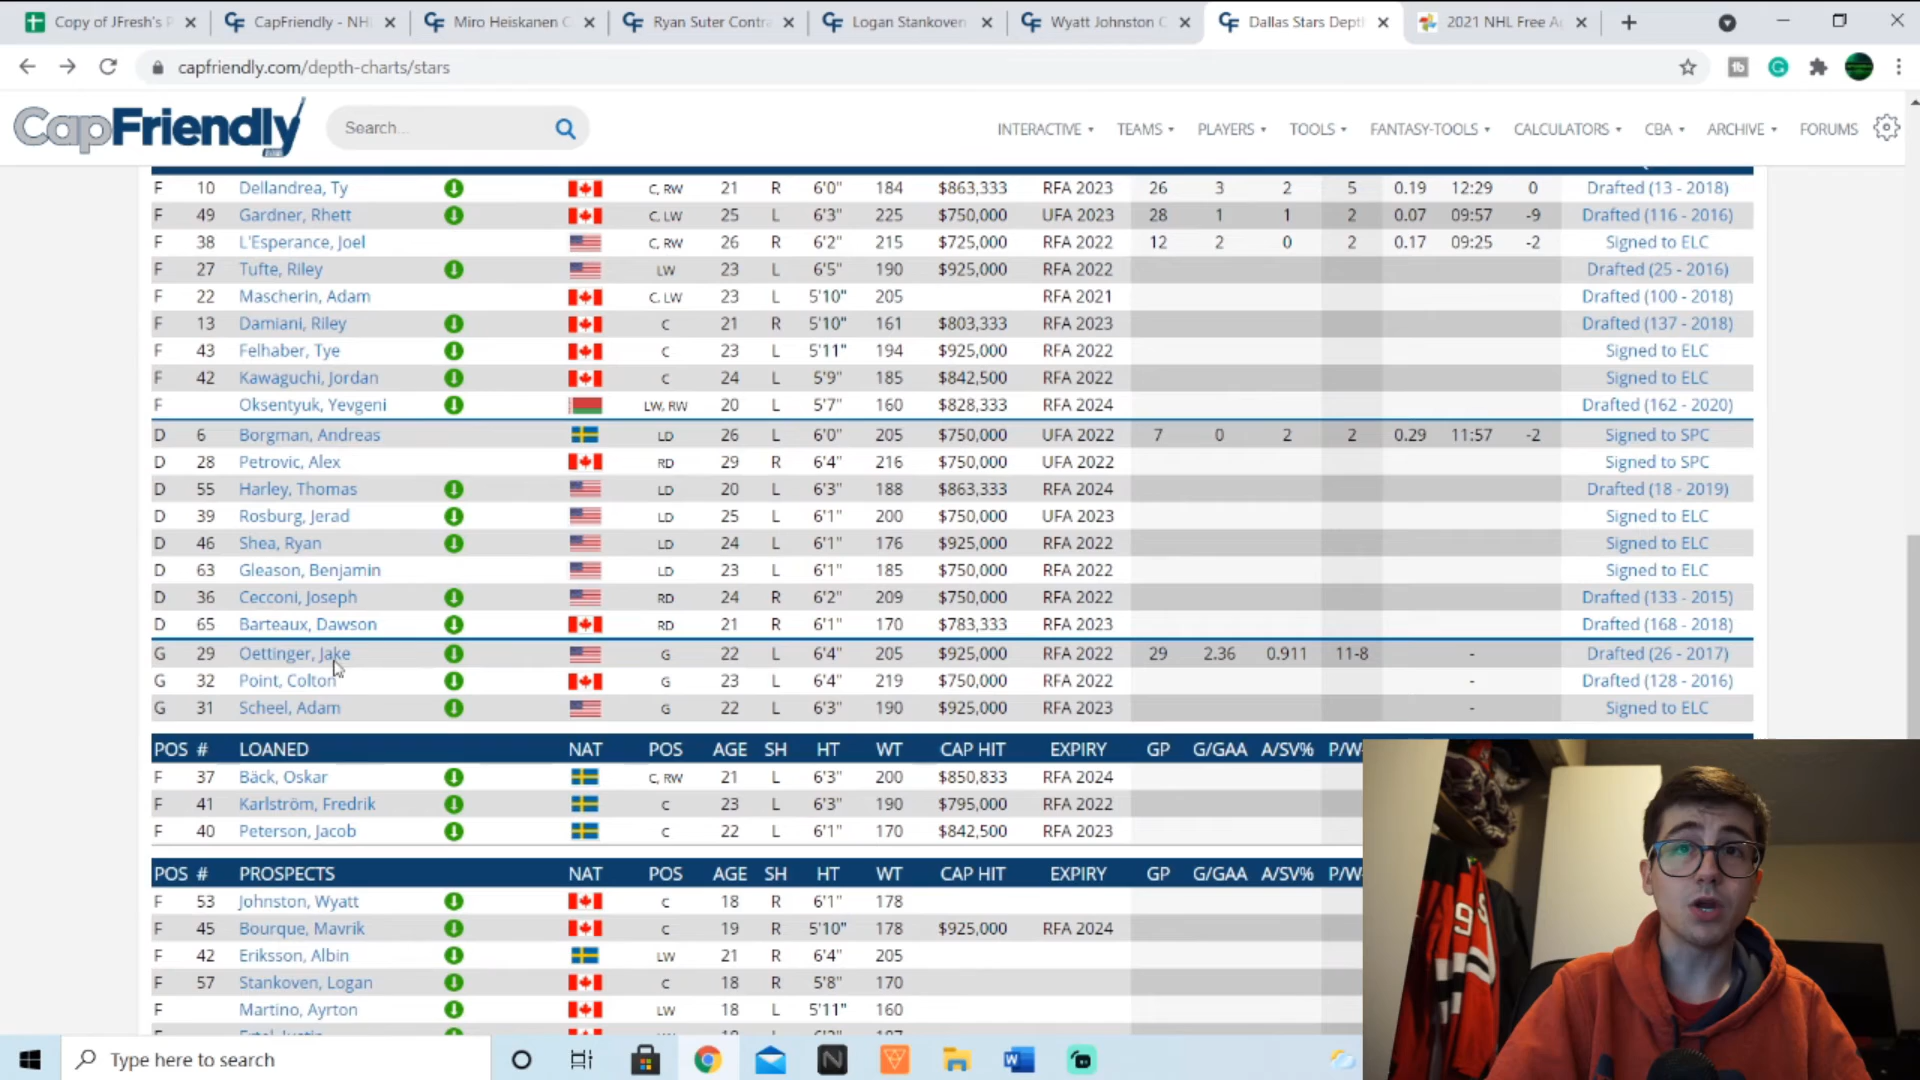 Copy of JFresh's P
CapFriendly - NH
Miro Heiskanen C
Ryan Suter Contra
Logan Stankoven
Wyatt Johnston C
Dallas Stars Dept
2021 NHL Free A
capfriendly.com/depth-charts/stars
CapFriendly
Search...
INTERACTIVE TEAMS PLAYERS TOOLS FANTASY-TOOLS CALCULATORS CBA ARCHIVE FORUMS
F 10 Dellandrea, Ty C, RW 21 R 6'0" 184 $863,333 RFA 2023 26 3 2 5 0.19 12:29 0 Drafted (13 - 2018)
F 49 Gardner, Rhett C, LW 25 L 6'3" 225 $750,000 UFA 2023 28 1 1 2 0.07 09:57 -9 Drafted (116 - 2016)
F 38 L'Esperance, Joel C, RW 26 R 6'2" 215 $725,000 RFA 2022 12 2 0 2 0.17 09:25 -2 Signed to ELC
F 27 Tufte, Riley LW 23 L 6'5" 190 $925,000 RFA 2022 Drafted (25 - 2016)
F 22 Mascherin, Adam C, LW 23 L 5'10" 205 RFA 2021 Drafted (100 - 2018)
F 13 Damiani, Riley C 21 R 5'10" 161 $803,333 RFA 2023 Drafted (137 - 2018)
F 43 Felhaber, Tye C 23 L 5'11" 194 $925,000 RFA 2022 Signed to ELC
F 42 Kawaguchi, Jordan C 24 L 5'9" 185 $842,500 RFA 2022 Signed to ELC
F Oksentyuk, Yevgeni LW, RW 20 L 5'7" 160 $828,333 RFA 2024 Drafted (162 - 2020)
D 6 Borgman, Andreas LD 26 L 6'0" 205 $750,000 UFA 2022 7 0 2 2 0.29 11:57 -2 Signed to SPC
D 28 Petrovic, Alex RD 29 R 6'4" 216 $750,000 UFA 2022 Signed to SPC
D 55 Harley, Thomas LD 20 L 6'3" 188 $863,333 RFA 2024 Drafted (18 - 2019)
D 39 Rosburg, Jerad LD 25 L 6'1" 200 $750,000 UFA 2023 Signed to ELC
D 46 Shea, Ryan LD 24 L 6'1" 176 $925,000 RFA 2022 Signed to ELC
D 63 Gleason, Benjamin LD 23 L 6'1" 185 $750,000 RFA 2022 Signed to ELC
D 36 Cecconi, Joseph RD 24 R 6'2" 209 $750,000 RFA 2022 Drafted (133 - 2015)
D 65 Barteaux, Dawson RD 21 R 6'1" 170 $783,333 RFA 2023 Drafted (168 - 2018)
G 29 Oettinger, Jake G 22 L 6'4" 205 $925,000 RFA 2022 29 2.36 0.911 11-8 - Drafted (26 - 2017)
G 32 Point, Colton G 23 L 6'4" 219 $750,000 RFA 2022 - Drafted (128 - 2016)
G 31 Scheel, Adam G 22 L 6'3" 190 $925,000 RFA 2023 - Signed to ELC
POS # LOANED NAT POS AGE SH HT WT CAP HIT EXPIRY GP G/GAA A/SV% P/W-
F 37 Bäck, Oskar C, RW 21 L 6'3" 200 $850,833 RFA 2024
F 41 Karlström, Fredrik C 23 L 6'3" 190 $795,000 RFA 2022
F 40 Peterson, Jacob C 22 L 6'1" 170 $842,500 RFA 2023
POS # PROSPECTS NAT POS AGE SH HT WT CAP HIT EXPIRY GP G/GAA A/SV% P/W-
F 53 Johnston, Wyatt C 18 R 6'1" 178
F 45 Bourque, Mavrik C 19 R 5'10" 178 $925,000 RFA 2024
F 42 Eriksson, Albin LW 21 R 6'4" 205
F 57 Stankoven, Logan C 18 R 5'8" 170
F Martino, Ayrton LW 18 L 5'11" 160
Type here to search